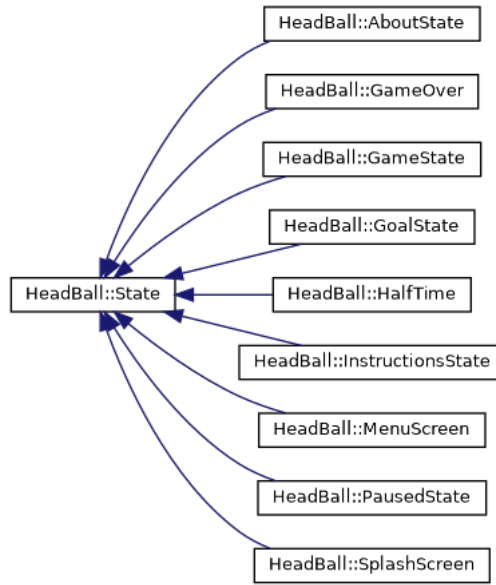 HeadBall::AboutState
HeadBall::GameOver
HeadBall::GameState
HeadBall::GoalState
HeadBall::State
HeadBall::HalfTime
HeadBall::InstructionsState
HeadBall::MenuScreen
HeadBall::PausedState
HeadBall::SplashScreen